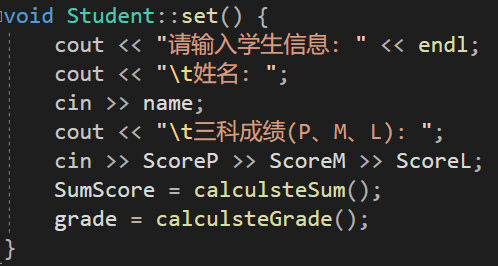 void Student::set() {
cout << "请输入学生信息: " << endl;
cout << "\t姓名: ";
cin >> name;
cout << "\t三科成绩(P、M、L): ";
cin >> ScoreP >> ScoreM >> ScoreL;
SumScore = calculsteSum();
grade = calculsteGrade();
}